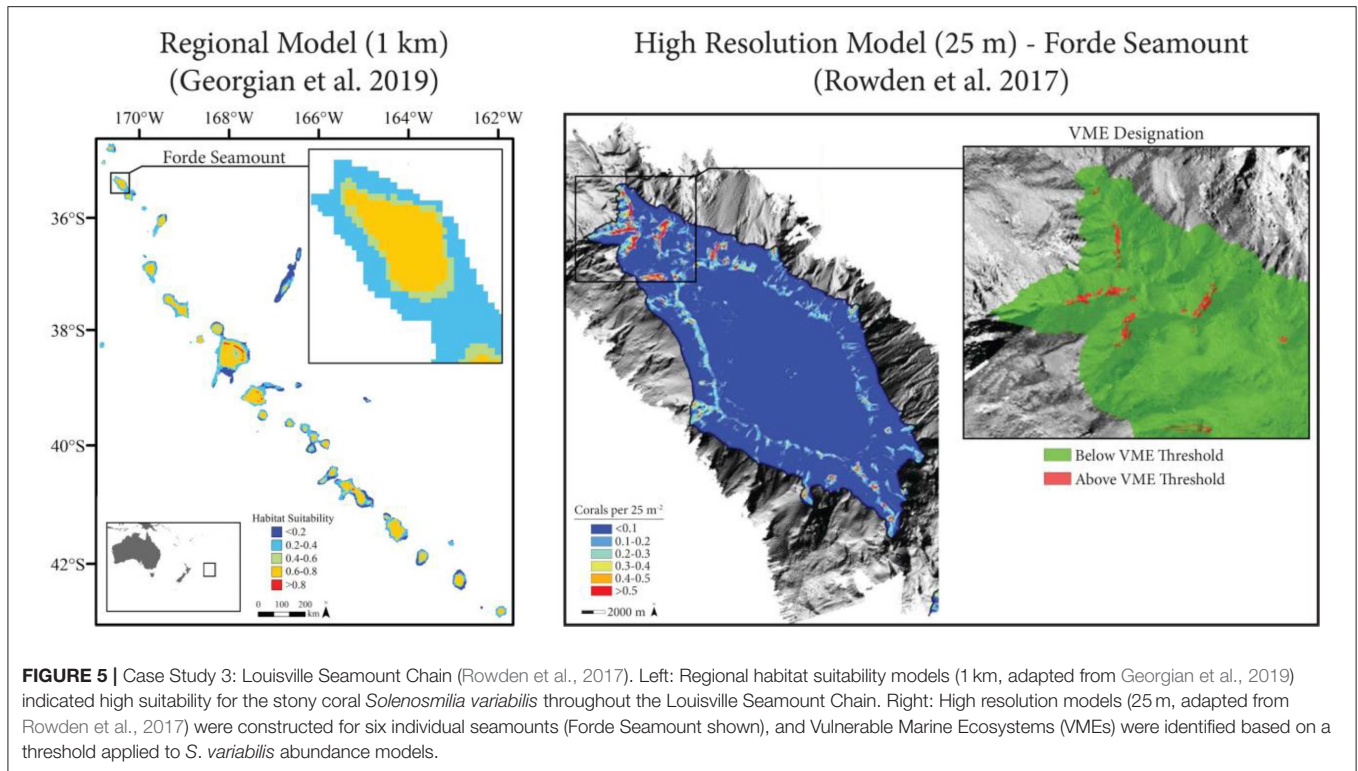 Regional Model (1 km)
(Georgian et al. 2019)
High Resolution Model (25 m) - Forde Seamount
(Rowden et al. 2017)
170°W 168°W 166°W 164°W 162°W
Forde Seamount
36°S
38°S
40°S
42°S
Habitat Suitability
<0.2
0.2-0.4
0.4-0.6
0.6-0.8
>0.8
0 100 200
km
N
VME Designation
Below VME Threshold
Above VME Threshold
Corals per 25 m⁻²
<0.1
0.1-0.2
0.2-0.3
0.3-0.4
0.4-0.5
>0.5
2000 m
FIGURE 5 | Case Study 3: Louisville Seamount Chain (Rowden et al., 2017). Left: Regional habitat suitability models (1 km, adapted from Georgian et al., 2019)
indicated high suitability for the stony coral Solenosmilia variabilis throughout the Louisville Seamount Chain. Right: High resolution models (25 m, adapted from
Rowden et al., 2017) were constructed for six individual seamounts (Forde Seamount shown), and Vulnerable Marine Ecosystems (VMEs) were identified based on a
threshold applied to S. variabilis abundance models.